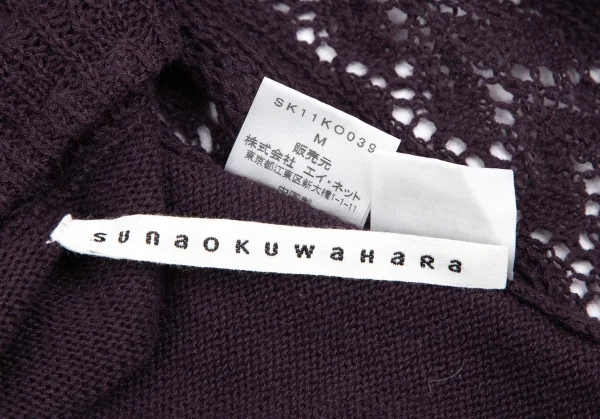 SK11KO039
M
販売元
株式会社 エイ・ネット
東京都江東区新大橋1-1-11
中国製
sunaoKUWaHaRa